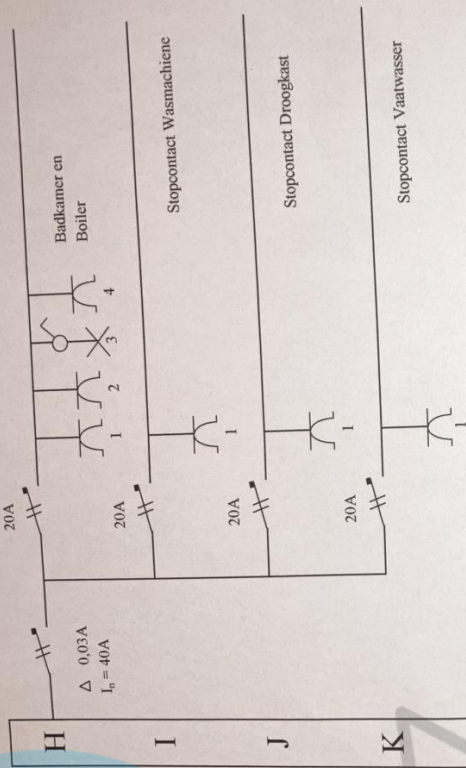 H
Δ 0,03A
Iₙ = 40A
20A
1
2
3
4
Badkamer en
Boiler
I
20A
1
Stopcontact Wasmachiene
J
20A
1
Stopcontact Droogkast
K
20A
1
Stopcontact Vaatwasser